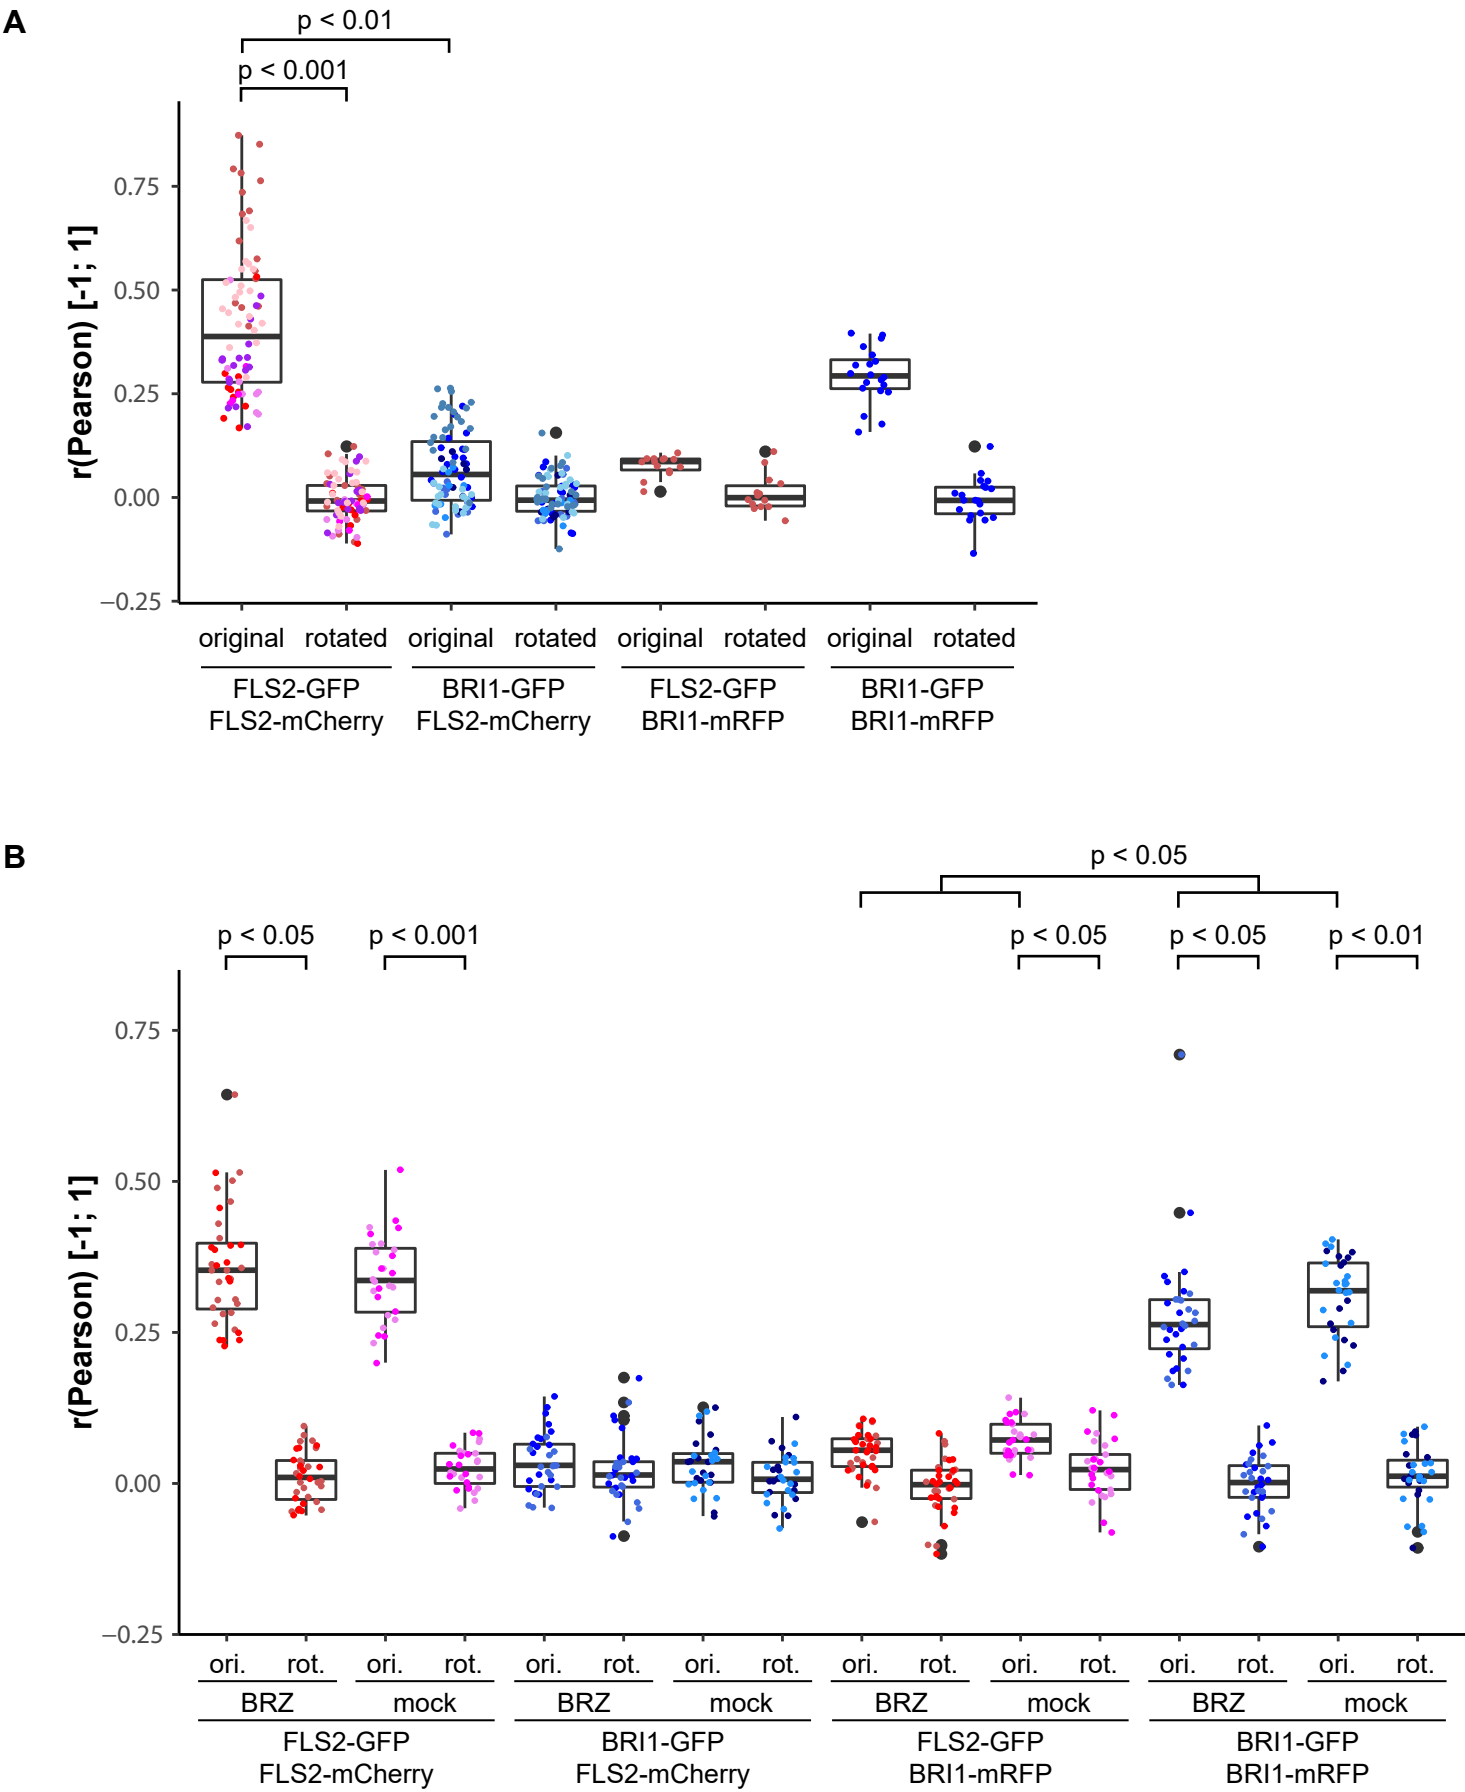 A
p < 0.01
p < 0.001
r(Pearson) [-1; 1]
0.75
0.50
0.25
0.00
−0.25
original rotated original rotated original rotated original rotated
FLS2-GFP BRI1-GFP FLS2-GFP BRI1-GFP
FLS2-mCherry FLS2-mCherry BRI1-mRFP BRI1-mRFP
B
p < 0.05
p < 0.05 p < 0.001 p < 0.05 p < 0.05 p < 0.01
r(Pearson) [-1; 1]
0.75
0.50
0.25
0.00
−0.25
ori. rot. ori. rot. ori. rot. ori. rot. ori. rot. ori. rot. ori. rot. ori. rot.
BRZ mock BRZ mock BRZ mock BRZ mock
FLS2-GFP BRI1-GFP FLS2-GFP BRI1-GFP
FLS2-mCherry FLS2-mCherry BRI1-mRFP BRI1-mRFP